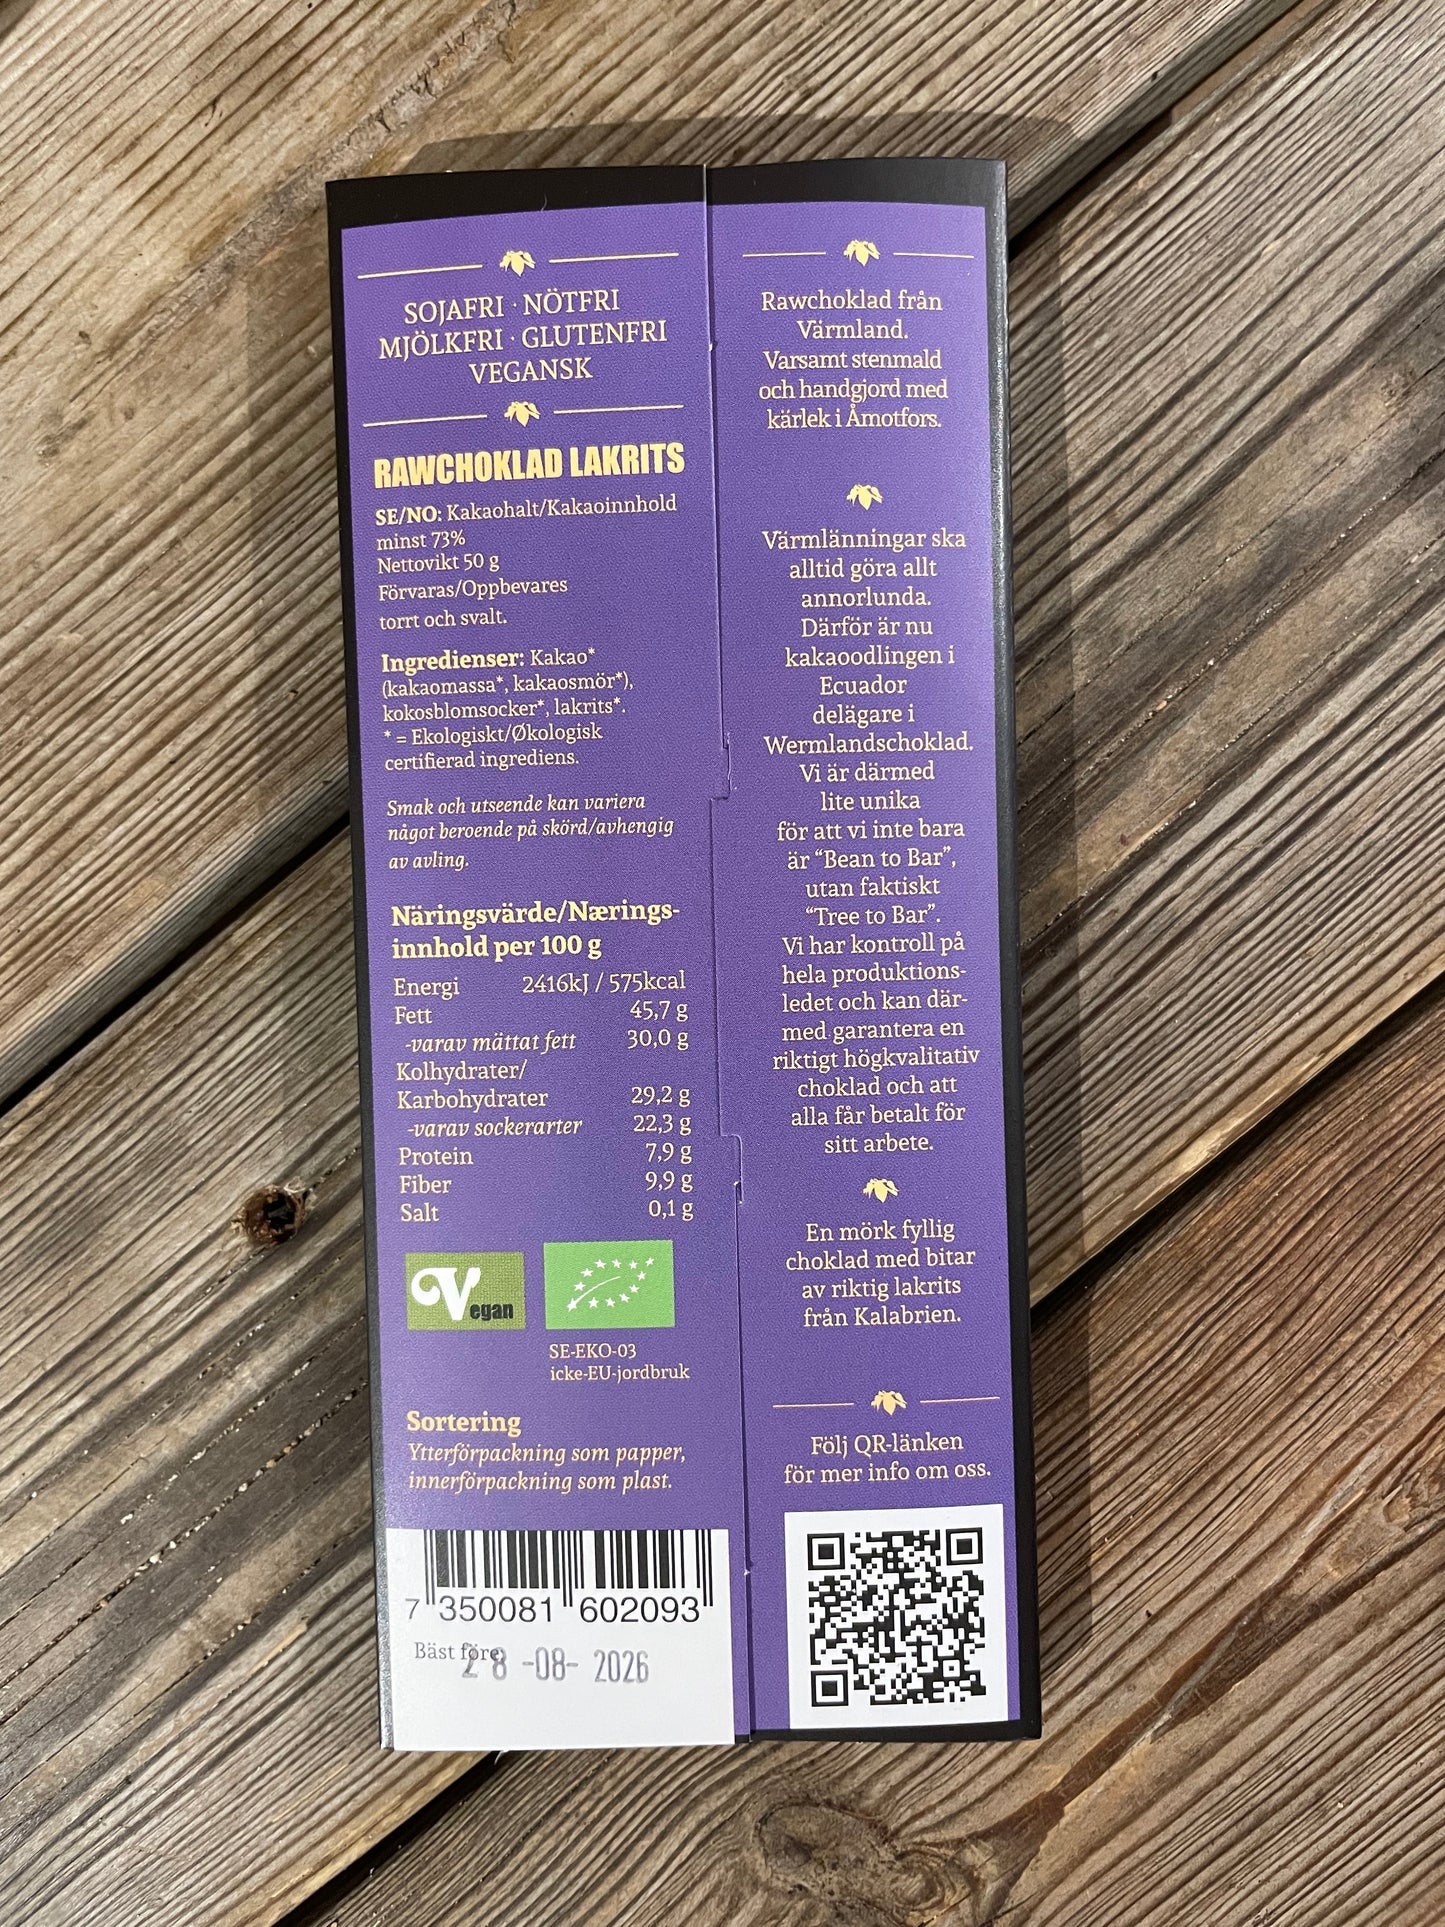 SOJAFRI · NÖTFRI
MJÖLKFRI · GLUTENFRI
VEGANSK
RAWCHOKLAD LAKRITS
SE/NO: Kakaohalt/Kakaoinnhold
minst 73%
Nettovikt 50 g
Förvaras/Oppbevares
torrt och svalt.
Ingredienser: Kakao*
(kakaomassa*, kakaosmör*),
kokosblomsocker*, lakrits*.
* = Ekologiskt/Økologisk
certifierad ingrediens.
Smak och utseende kan variera
något beroende på skörd/avhengig
av avling.
Näringsvärde/Nærings-
innhold per 100 g
Energi 2416kJ / 575kcal
Fett 45,7 g
-varav mättat fett 30,0 g
Kolhydrater/
Karbohydrater 29,2 g
-varav sockerarter 22,3 g
Protein 7,9 g
Fiber 9,9 g
Salt 0,1 g
Vegan
SE-EKO-03
icke-EU-jordbruk
Sortering
Ytterförpackning som papper,
innerförpackning som plast.
7 350081 602093
Bäst före:
28 -08- 2026
Rawchoklad från
Värmland.
Varsamt stenmald
och handgjord med
kärlek i Åmotfors.
Värmlänningar ska
alltid göra allt
annorlunda.
Därför är nu
kakaoodlingen i
Ecuador
delägare i
Wermlandschoklad.
Vi är därmed
lite unika
för att vi inte bara
är “Bean to Bar”,
utan faktiskt
“Tree to Bar”.
Vi har kontroll på
hela produktions-
ledet och kan där-
med garantera en
riktigt högkvalitativ
choklad och att
alla får betalt för
sitt arbete.
En mörk fyllig
choklad med bitar
av riktig lakrits
från Kalabrien.
Följ QR-länken
för mer info om oss.